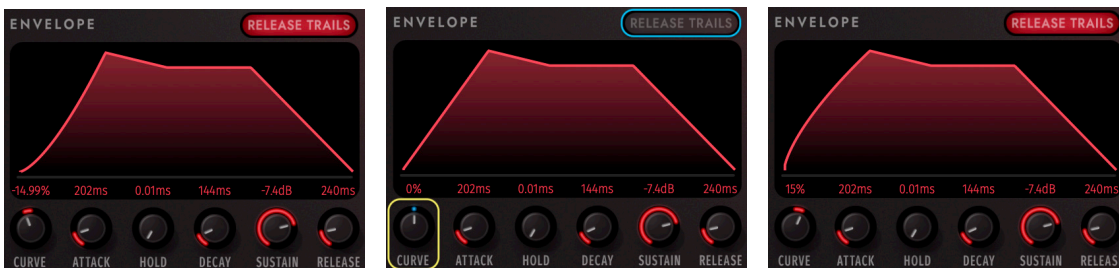 ENVELOPE RELEASE TRAILS
-14.99% 202ms 0.01ms 144ms -7.4dB 240ms
CURVE ATTACK HOLD DECAY SUSTAIN RELEASE
ENVELOPE RELEASE TRAILS
0% 202ms 0.01ms 144ms -7.4dB 240ms
CURVE ATTACK HOLD DECAY SUSTAIN RELEASE
ENVELOPE RELEASE TRAILS
15% 202ms 0.01ms 144ms -7.4dB 240ms
CURVE ATTACK HOLD DECAY SUSTAIN RELEAS